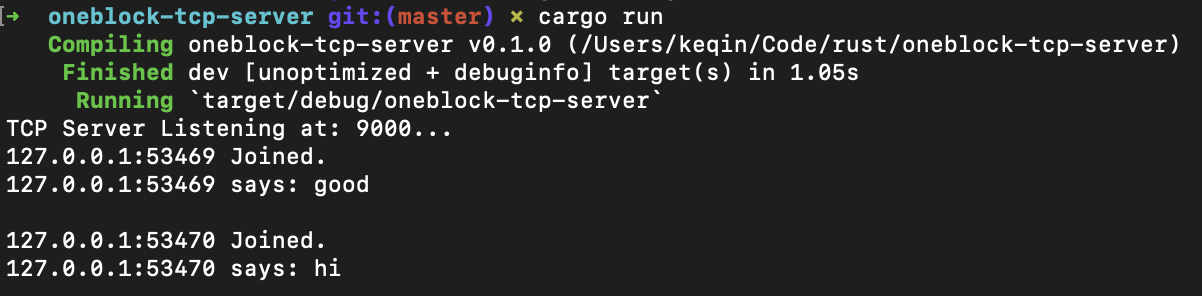 ➜  oneblock-tcp-server git:(master) ✗ cargo run
   Compiling oneblock-tcp-server v0.1.0 (/Users/keqin/Code/rust/oneblock-tcp-server)
    Finished dev [unoptimized + debuginfo] target(s) in 1.05s
     Running `target/debug/oneblock-tcp-server`
TCP Server Listening at: 9000...
127.0.0.1:53469 Joined.
127.0.0.1:53469 says: good

127.0.0.1:53470 Joined.
127.0.0.1:53470 says: hi